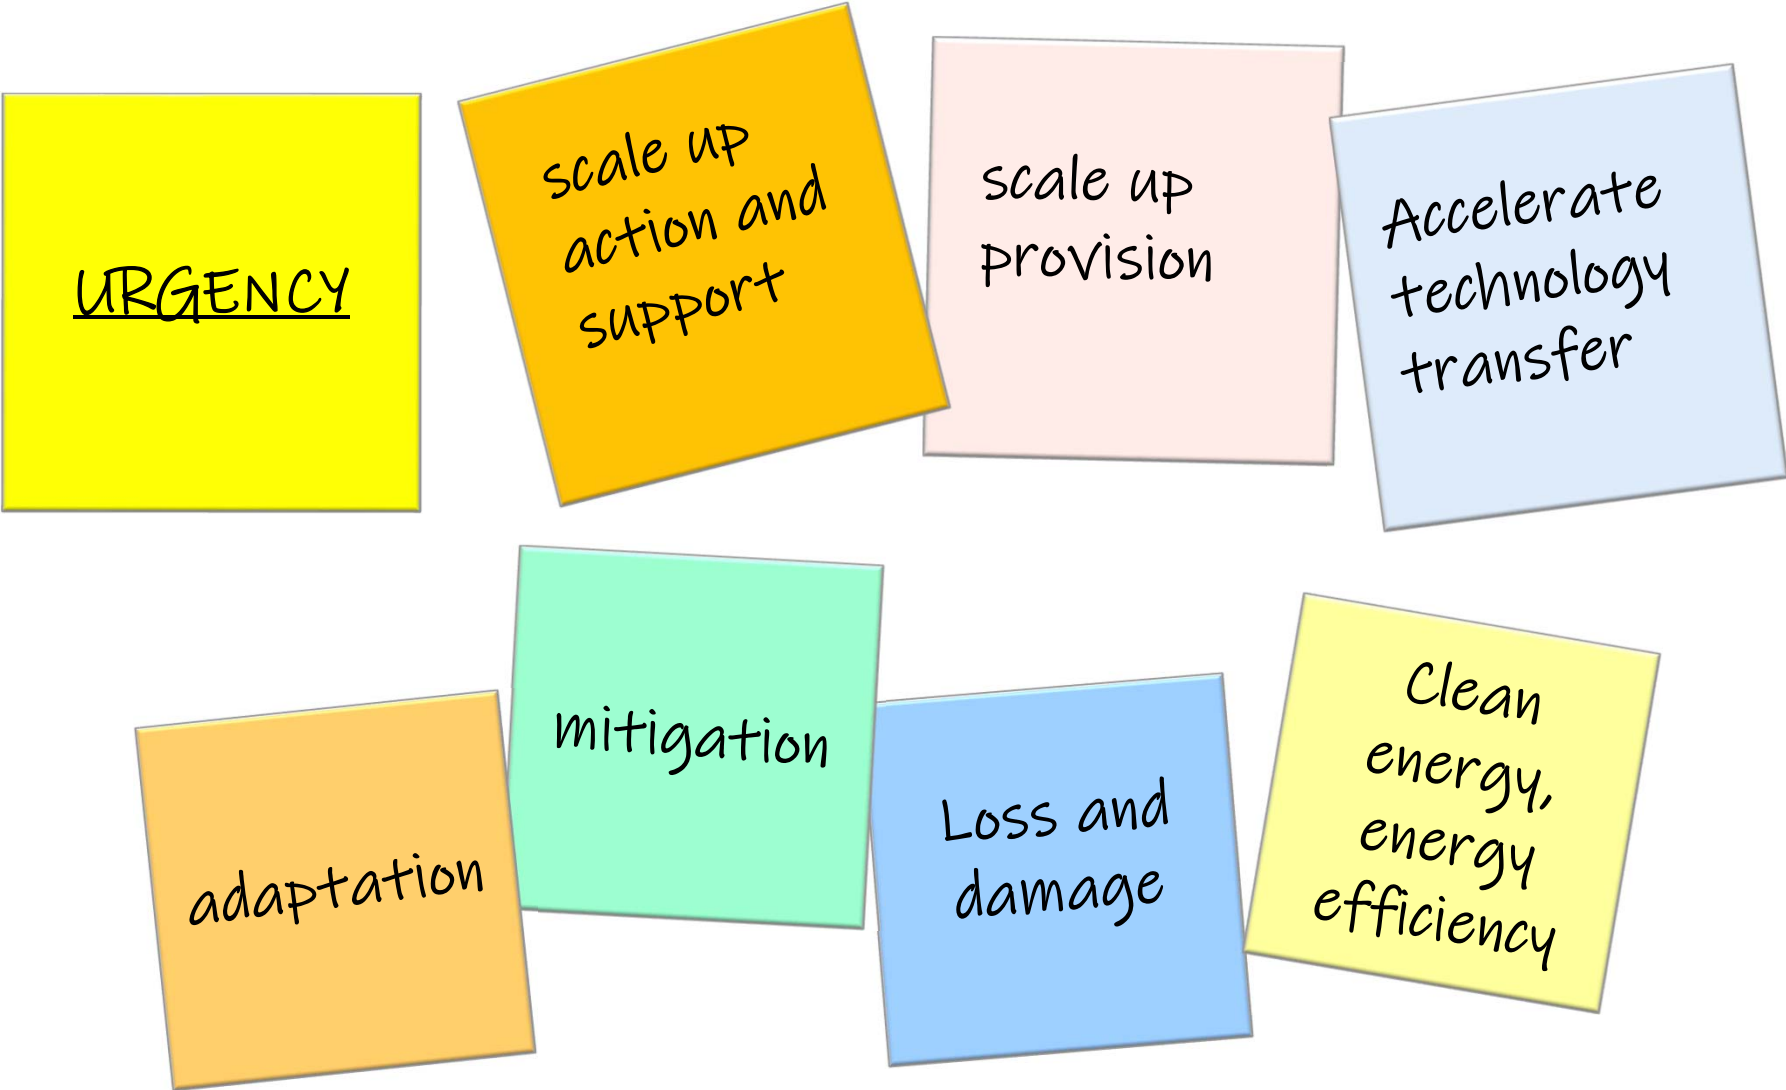 URGENCY
scale up
action and
support
scale up
provision
Accelerate
technology
transfer
adaptation
mitigation
Loss and
damage
Clean
energy,
energy
efficiency